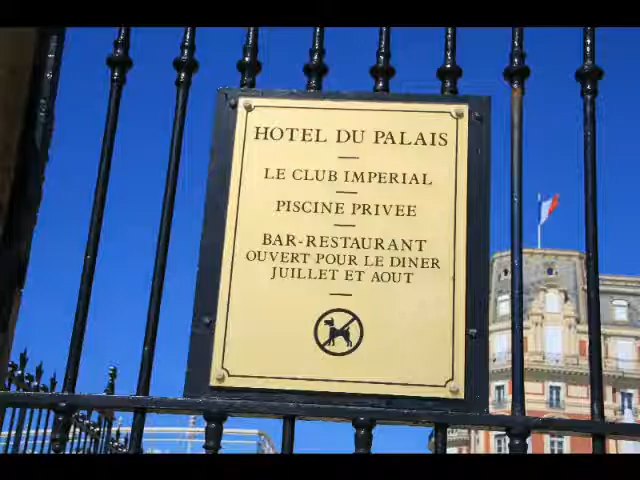 HOTEL DU PALAIS
LE CLUB IMPERIAL
PISCINE PRIVEE
BAR-RESTAURANT
OUVERT POUR LE DINER
JUILLET ET AOUT